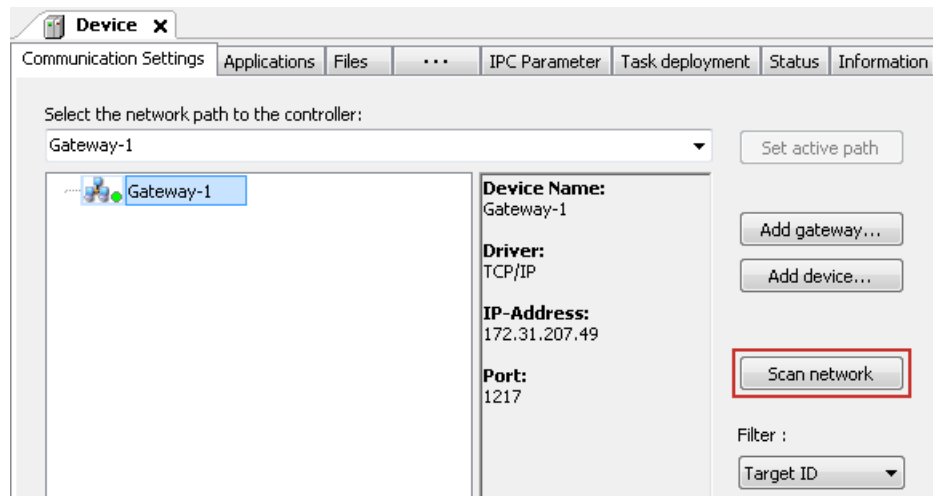 Device
Communication Settings Applications Files ... IPC Parameter Task deployment Status Information
Select the network path to the controller:
Gateway-1
Set active path
Gateway-1
Device Name:
Gateway-1
Driver:
TCP/IP
IP-Address:
172.31.207.49
Port:
1217
Add gateway...
Add device...
Scan network
Filter :
Target ID